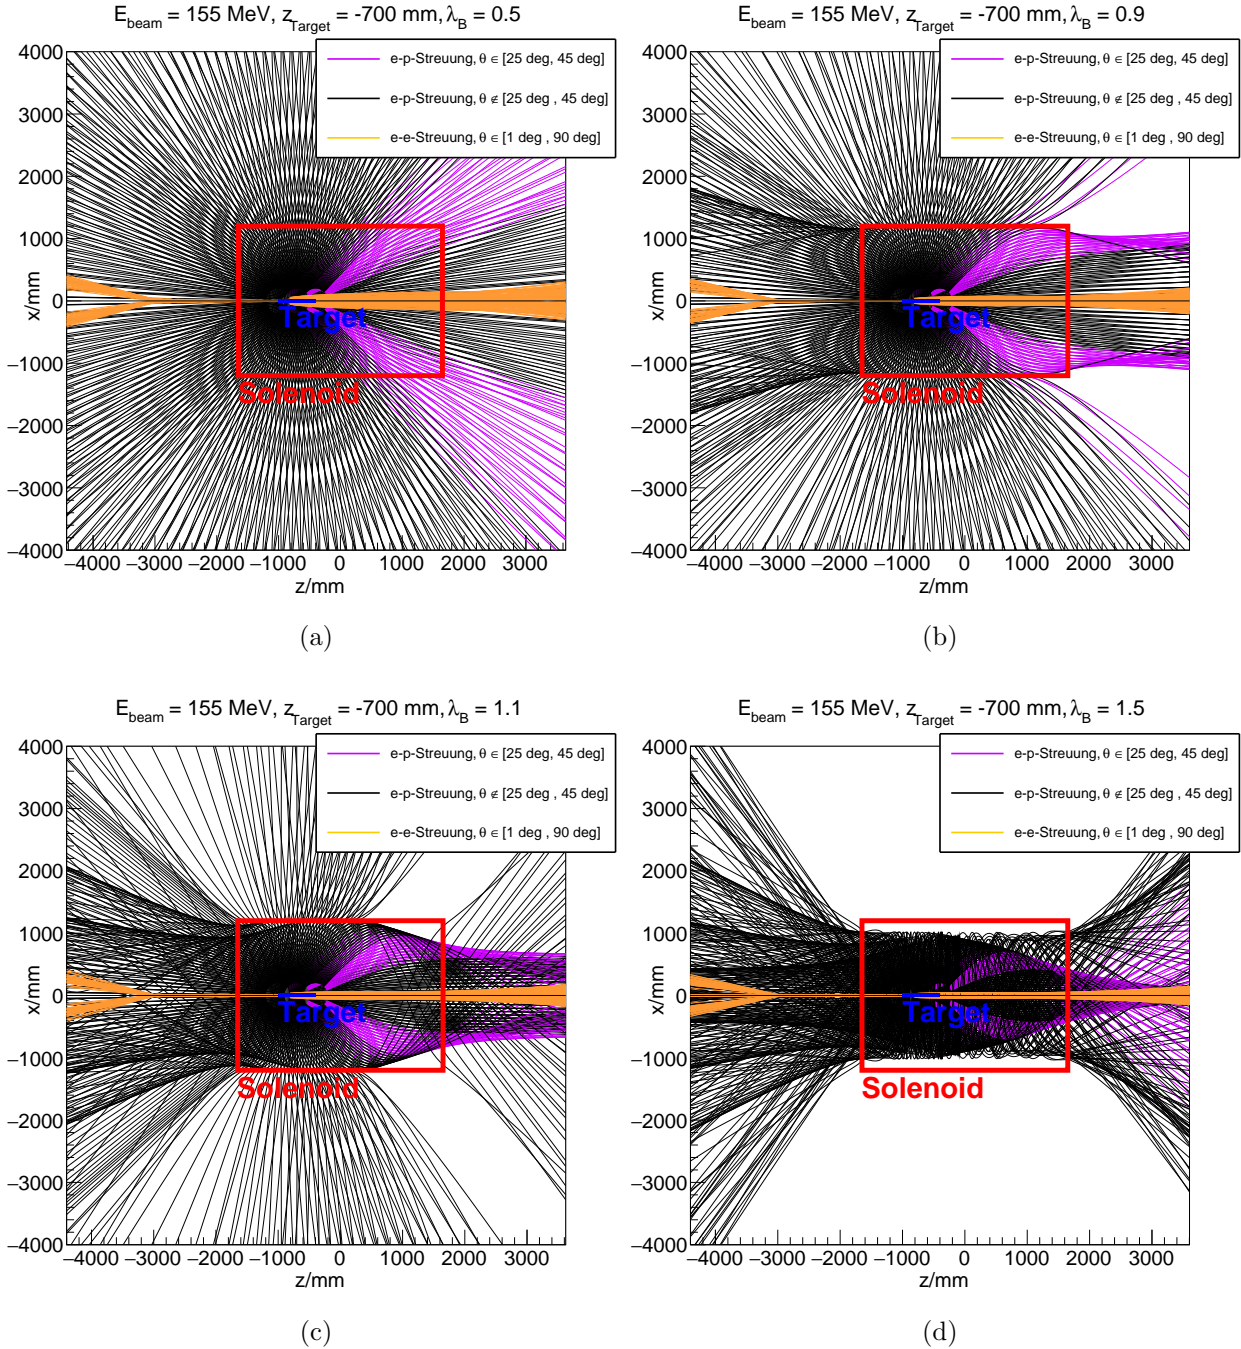 E_beam = 155 MeV, z_Target = -700 mm, λ_B = 0.5
e-p-Streuung, θ ∈ [25 deg, 45 deg]
e-p-Streuung, θ ∉ [25 deg , 45 deg]
e-e-Streuung, θ ∈ [1 deg , 90 deg]
4000
3000
2000
1000
0
−1000
−2000
−3000
−4000
x/mm
Target
Solenoid
−4000 −3000 −2000 −1000 0 1000 2000 3000
z/mm
(a)
E_beam = 155 MeV, z_Target = -700 mm, λ_B = 0.9
e-p-Streuung, θ ∈ [25 deg, 45 deg]
e-p-Streuung, θ ∉ [25 deg , 45 deg]
e-e-Streuung, θ ∈ [1 deg , 90 deg]
4000
3000
2000
1000
0
−1000
−2000
−3000
−4000
x/mm
Target
Solenoid
−4000 −3000 −2000 −1000 0 1000 2000 3000
z/mm
(b)
E_beam = 155 MeV, z_Target = -700 mm, λ_B = 1.1
e-p-Streuung, θ ∈ [25 deg, 45 deg]
e-p-Streuung, θ ∉ [25 deg , 45 deg]
e-e-Streuung, θ ∈ [1 deg , 90 deg]
4000
3000
2000
1000
0
−1000
−2000
−3000
−4000
x/mm
Target
Solenoid
−4000 −3000 −2000 −1000 0 1000 2000 3000
z/mm
(c)
E_beam = 155 MeV, z_Target = -700 mm, λ_B = 1.5
e-p-Streuung, θ ∈ [25 deg, 45 deg]
e-p-Streuung, θ ∉ [25 deg , 45 deg]
e-e-Streuung, θ ∈ [1 deg , 90 deg]
4000
3000
2000
1000
0
−1000
−2000
−3000
−4000
x/mm
Target
Solenoid
−4000 −3000 −2000 −1000 0 1000 2000 3000
z/mm
(d)